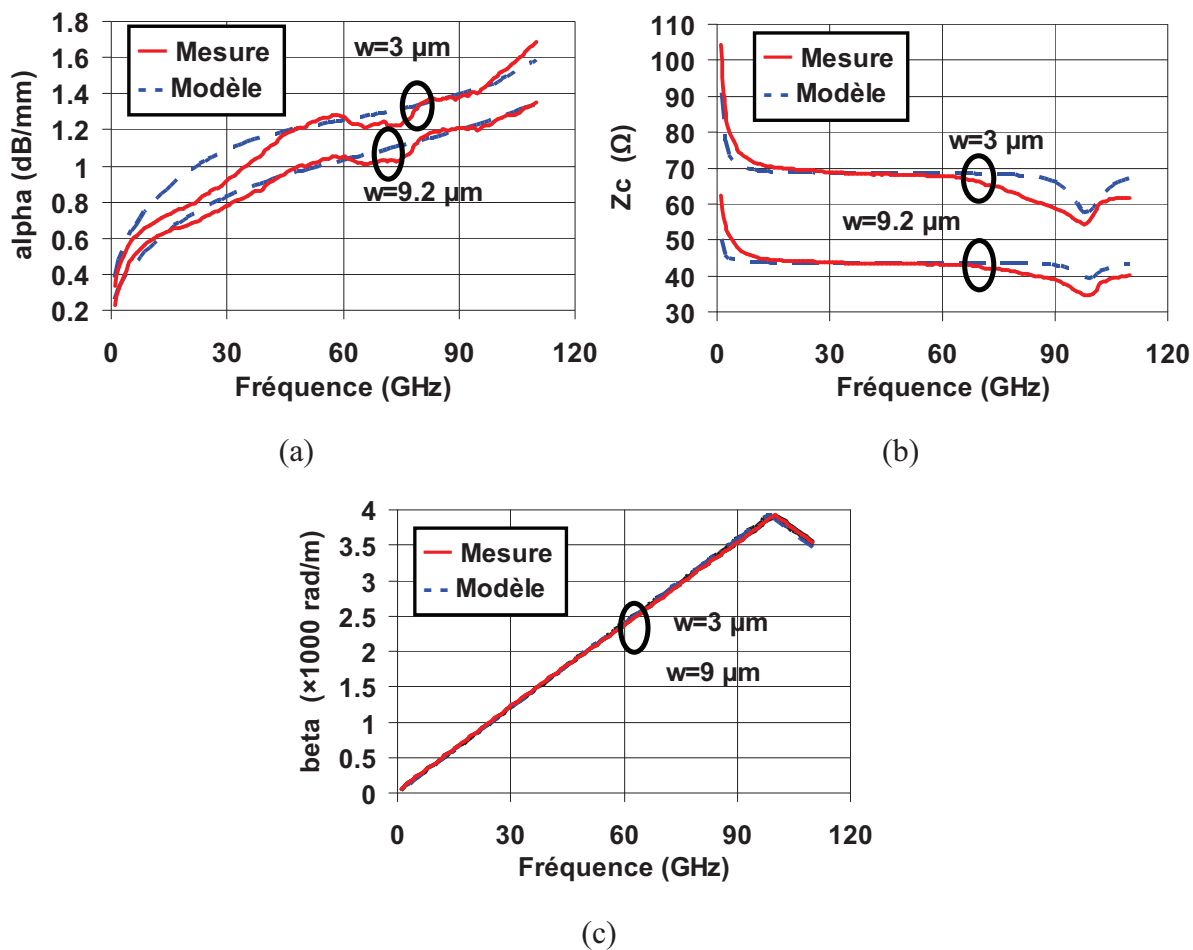 1.8
1.6
1.4
1.2
1
0.8
0.6
0.4
0.2
alpha (dB/mm)
Mesure
Modèle
w=3 µm
w=9.2 µm
0 30 60 90 120
Fréquence (GHz)
(a)
120
110
100
90
80
70
60
50
40
30
Zc (Ω)
Mesure
Modèle
w=3 µm
w=9.2 µm
0 30 60 90 120
Fréquence (GHz)
(b)
4
3.5
3
2.5
2
1.5
1
0.5
0
beta (×1000 rad/m)
Mesure
Modèle
w=3 µm
w=9 µm
0 30 60 90 120
Fréquence (GHz)
(c)